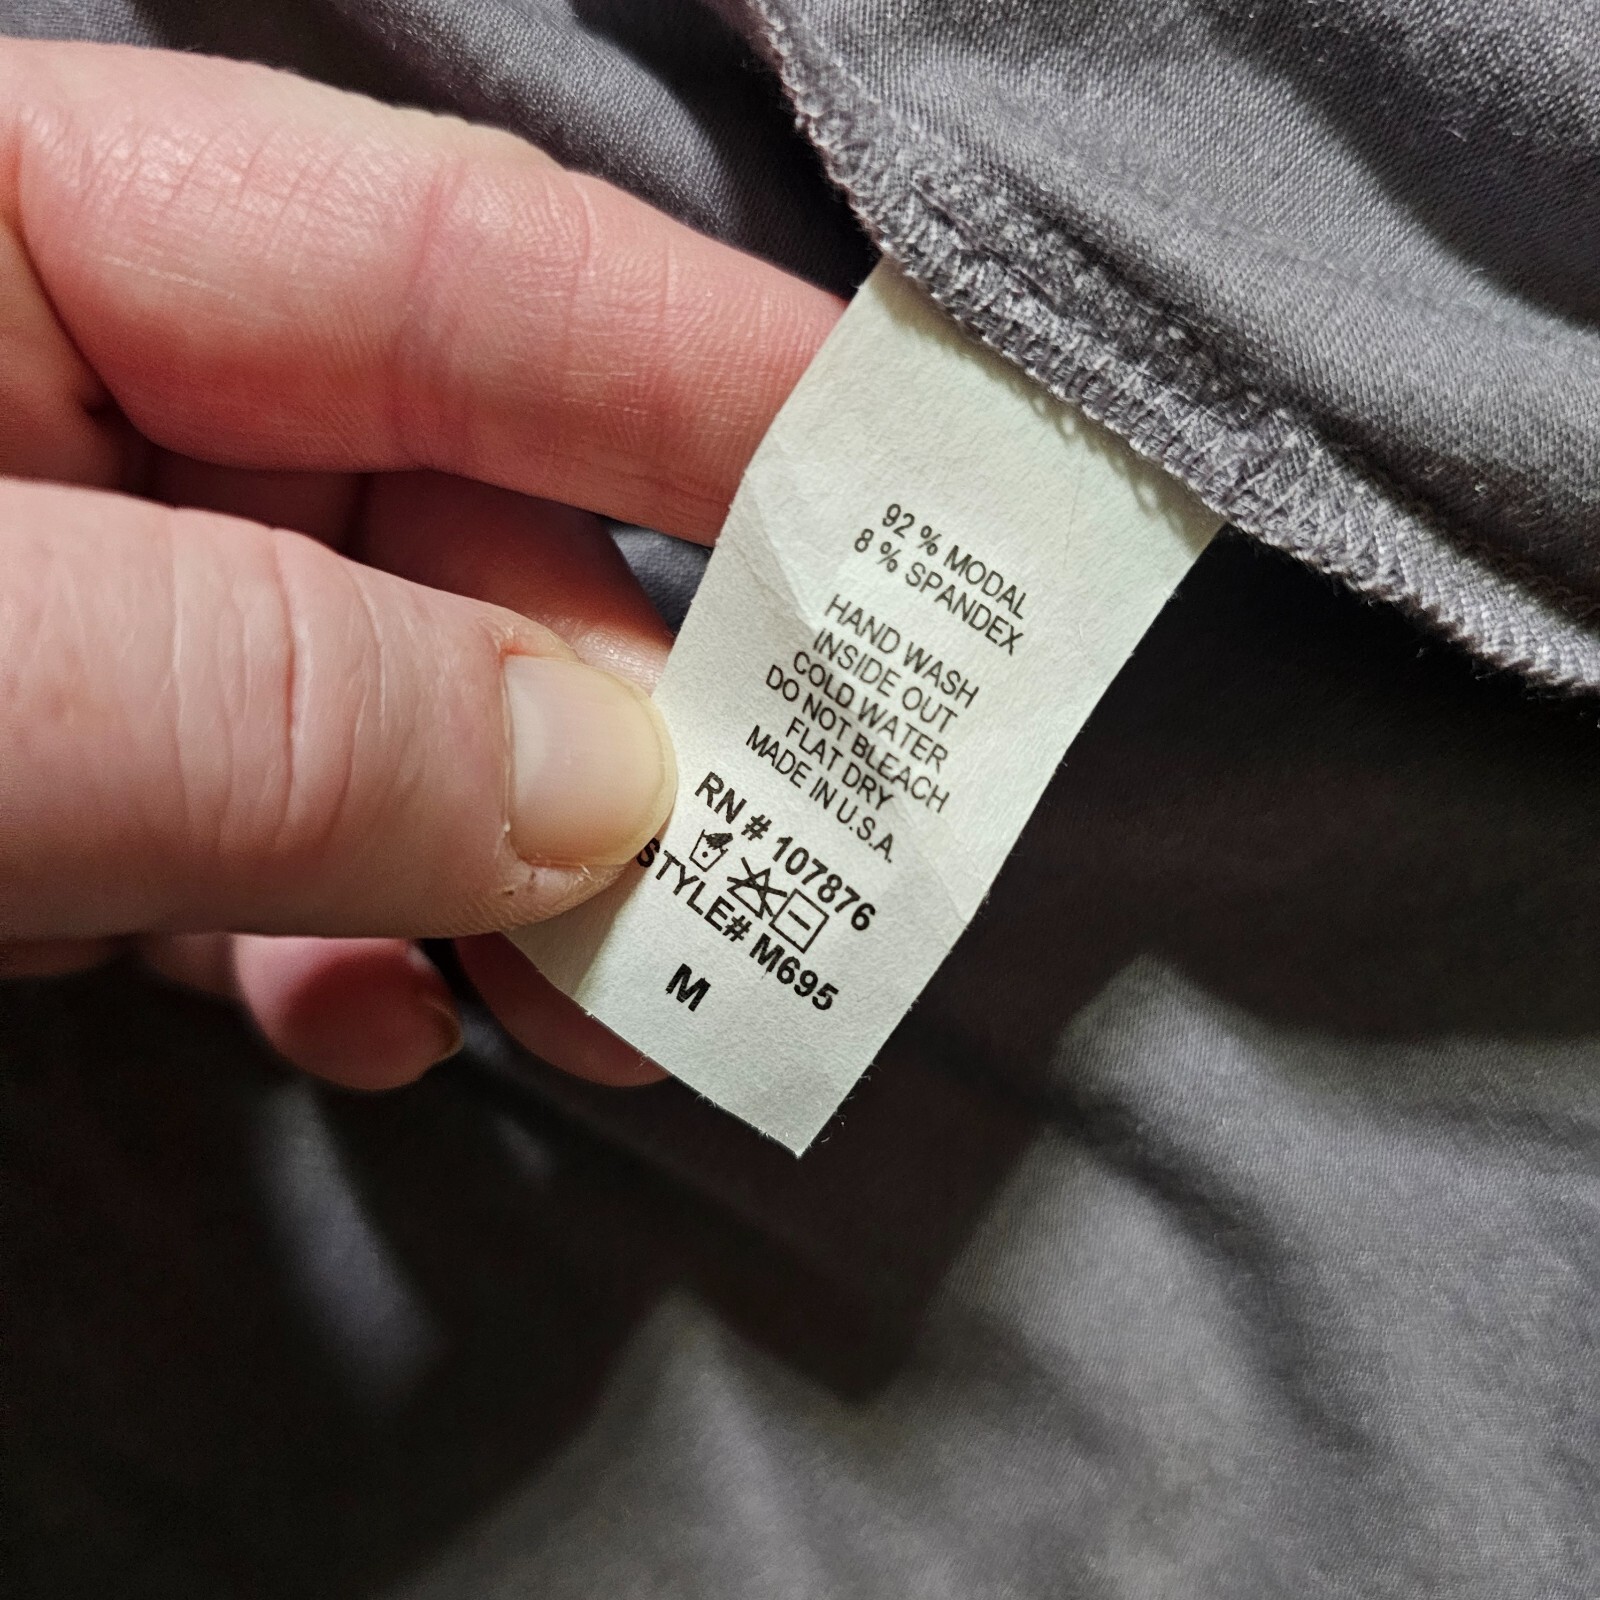 92 % MODAL
8 % SPANDEX
HAND WASH
INSIDE OUT
COLD WATER
DO NOT BLEACH
FLAT DRY
MADE IN U.S.A.
RN # 107876
STYLE# M695
M